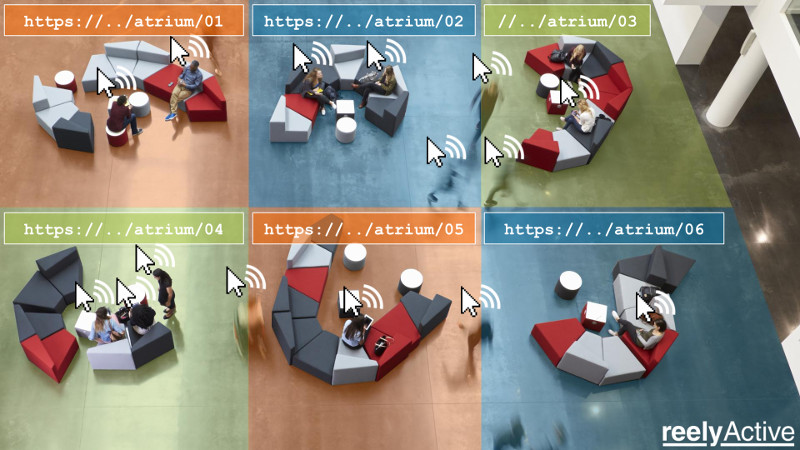 https://../atrium/01
https://../atrium/02
//../atrium/03
https://../atrium/04
https://../atrium/05
https://../atrium/06
reelyActive